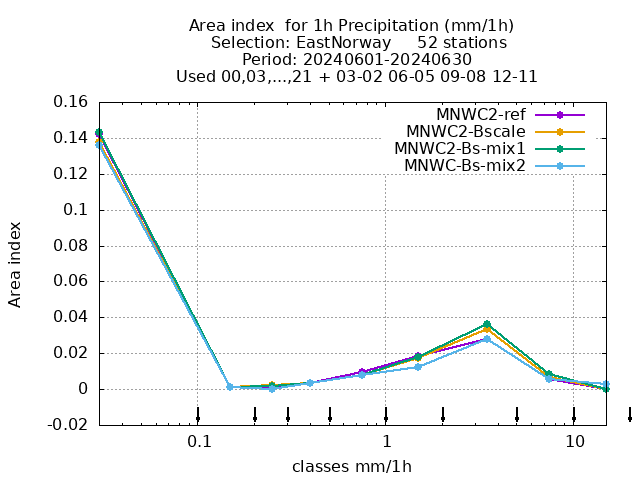 Area index  for 1h Precipitation (mm/1h)
Selection: EastNorway     52 stations
Period: 20240601-20240630
Used 00,03,...,21 + 03-02 06-05 09-08 12-11
MNWC2-ref
MNWC2-Bscale
MNWC2-Bs-mix1
MNWC-Bs-mix2
0.16
0.14
0.12
0.1
0.08
0.06
0.04
0.02
0
-0.02
Area index
0.1 1 10
classes mm/1h